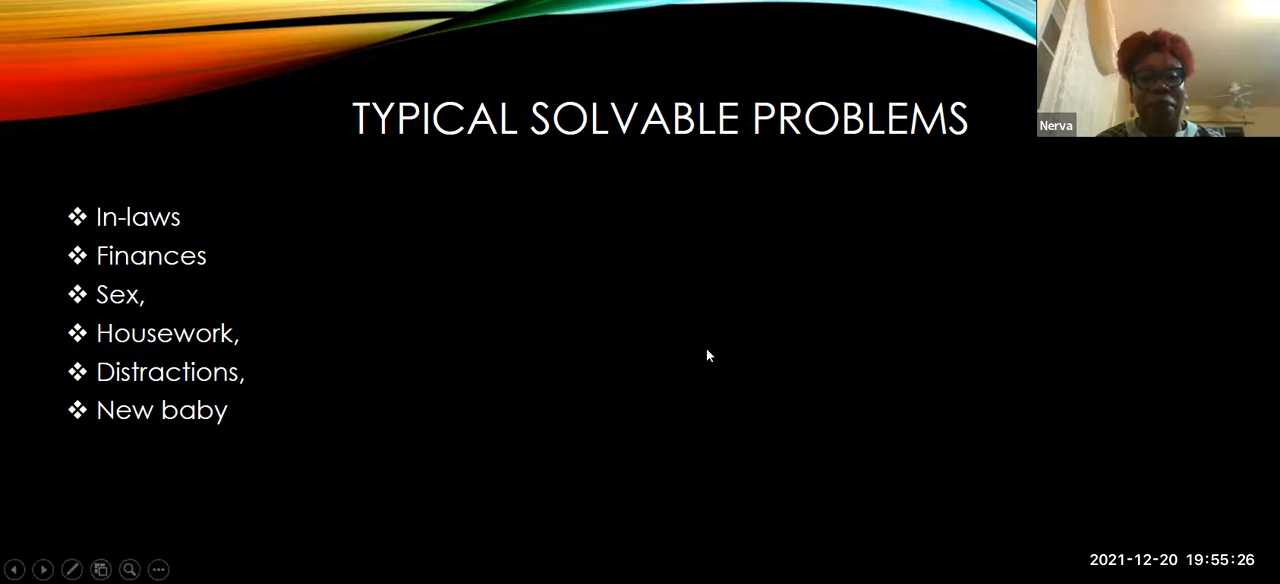 TYPICAL SOLVABLE PROBLEMS
Nerva
In-laws
Finances
Sex,
Housework,
Distractions,
New baby
2021-12-20 19:55:26